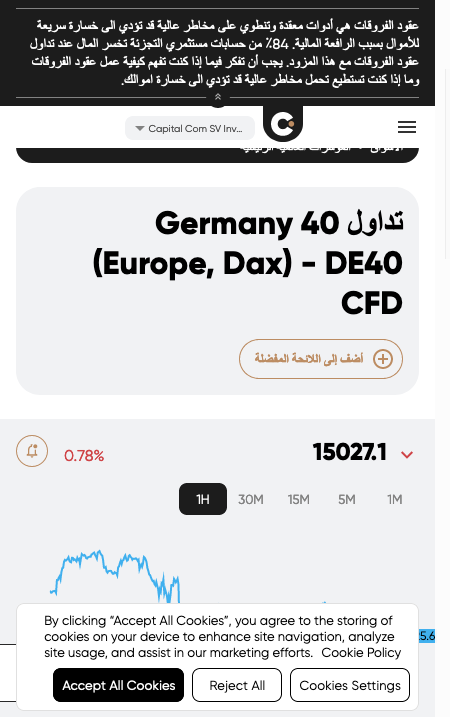 عقود الفروقات هي أدوات معقدة وتنطوي على مخاطر عالية قد تؤدي الى خسارة سريعة
للأموال بسبب الرافعة المالية. 84٪ من حسابات مستثمري التجزئة تخسر المال عند تداول
عقود الفروقات مع هذا المزود. يجب أن تفكر فيما إذا كنت تفهم كيفية عمل عقود الفروقات
وما إذا كنت تستطيع تحمل مخاطر عالية قد تؤدي الى خسارة اموالك.
Capital Com SV Inv...
تداول Germany 40
(Europe, Dax) - DE40
CFD
أضف إلى اللائحة المفضلة
15027.1
0.78%
1H 30M 15M 5M 1M
5.6
By clicking “Accept All Cookies”, you agree to the storing of
cookies on your device to enhance site navigation, analyze
site usage, and assist in our marketing efforts. Cookie Policy
Accept All Cookies
Reject All
Cookies Settings